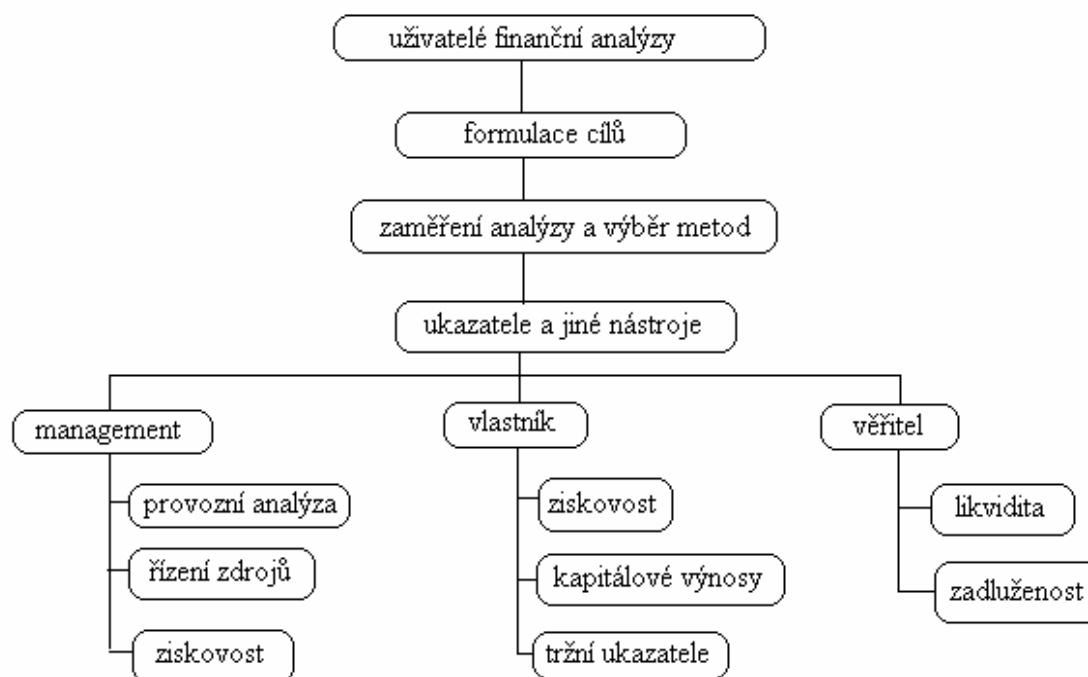 uživatelé finanční analýzy
formulace cílů
zaměření analýzy a výběr metod
ukazatele a jiné nástroje
management
provozní analýza
řízení zdrojů
ziskovost
vlastník
ziskovost
kapitálové výnosy
tržní ukazatele
věřitel
likvidita
zadluženost